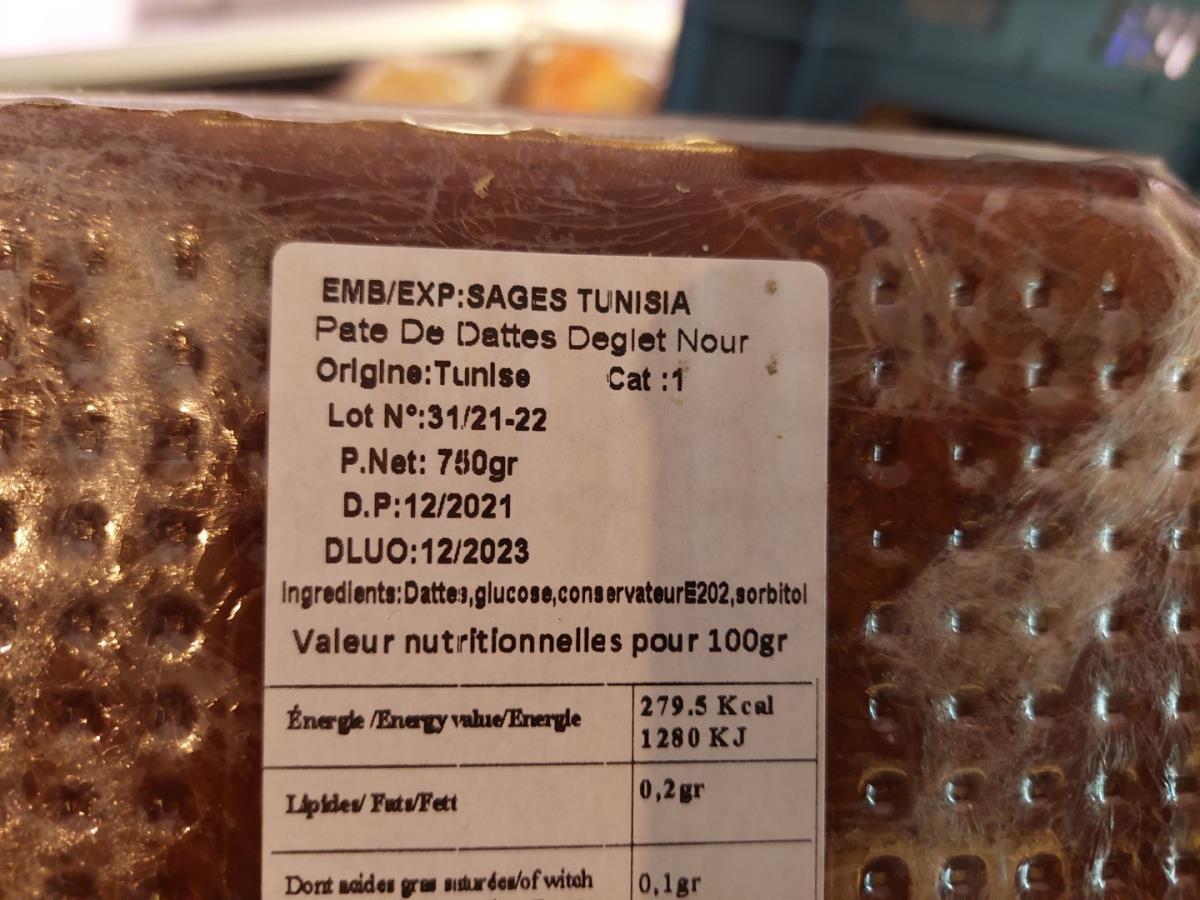 EMB/EXP:SAGES TUNISIA
Pate De Dattes Deglet Nour
Origine:Tunise Cat :1
Lot N°:31/21-22
P.Net: 750gr
D.P:12/2021
DLUO:12/2023
Ingredients:Dattes,glucose,conservateurE202,sorbitol
Valeur nutritionnelles pour 100gr
Énergie /Energy value/Energie 279.5 Kcal
1280 KJ
Lipides/ Fats/Fett 0,2gr
Dont acides gras saturées/of witch 0,1gr